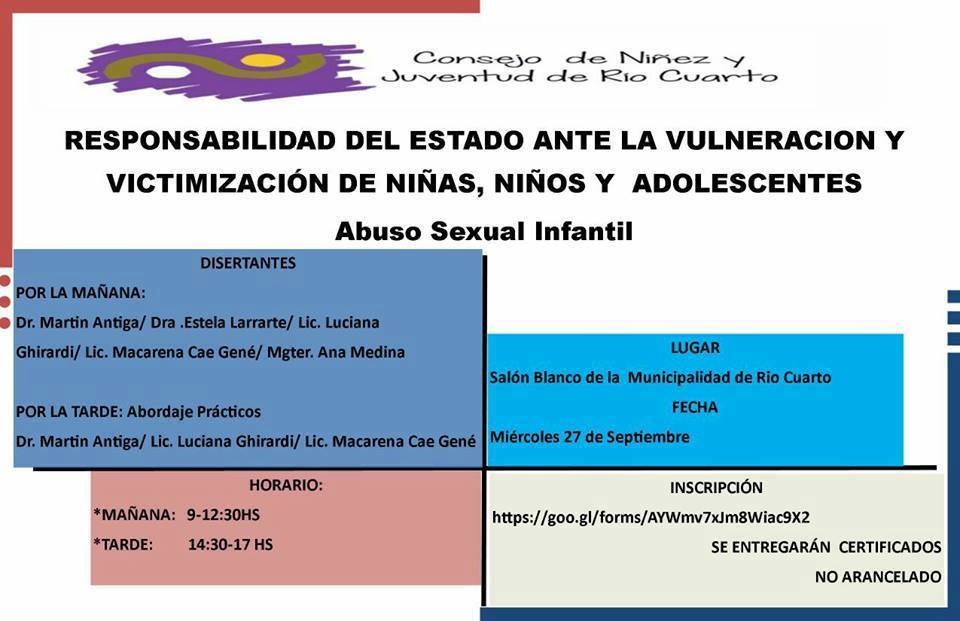 Consejo de Niñez y
Juventud de Río Cuarto
RESPONSABILIDAD DEL ESTADO ANTE LA VULNERACION Y
VICTIMIZACIÓN DE NIÑAS, NIÑOS Y ADOLESCENTES
Abuso Sexual Infantil
DISERTANTES
POR LA MAÑANA:
Dr. Martin Antiga/ Dra .Estela Larrarte/ Lic. Luciana
Ghirardi/ Lic. Macarena Cae Gené/ Mgter. Ana Medina
POR LA TARDE: Abordaje Prácticos
Dr. Martin Antiga/ Lic. Luciana Ghirardi/ Lic. Macarena Cae Gené
LUGAR
Salón Blanco de la Municipalidad de Rio Cuarto
FECHA
Miércoles 27 de Septiembre
HORARIO:
*MAÑANA: 9-12:30HS
*TARDE: 14:30-17 HS
INSCRIPCIÓN
https://goo.gl/forms/AYWmv7xJm8Wiac9X2
SE ENTREGARÁN CERTIFICADOS
NO ARANCELADO